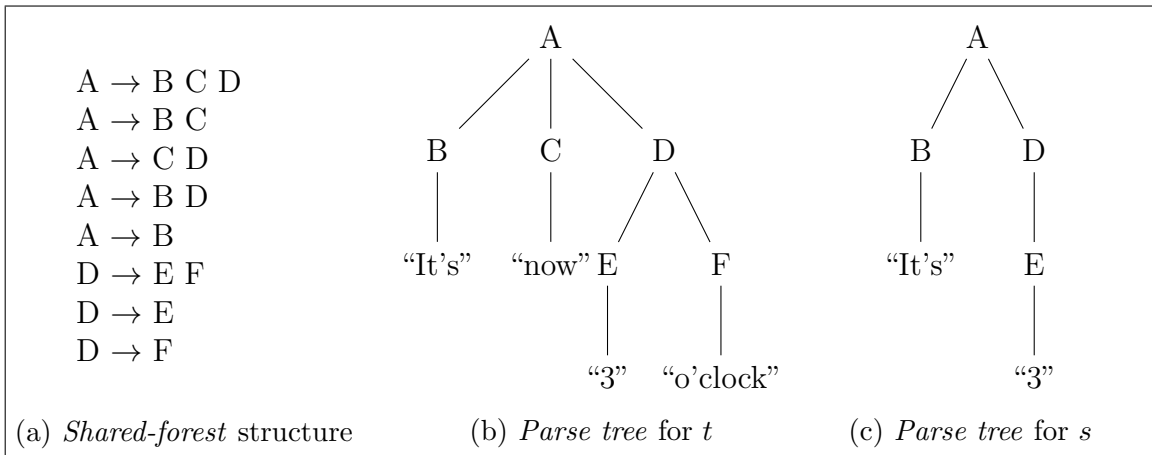 A → B C D
A → B C
A → C D
A → B D
A → B
D → E F
D → E
D → F
(a) Shared-forest structure
A
B C D
“It's” “now” E F
“3” “o'clock”
(b) Parse tree for t
A
B D
“It's” E
“3”
(c) Parse tree for s